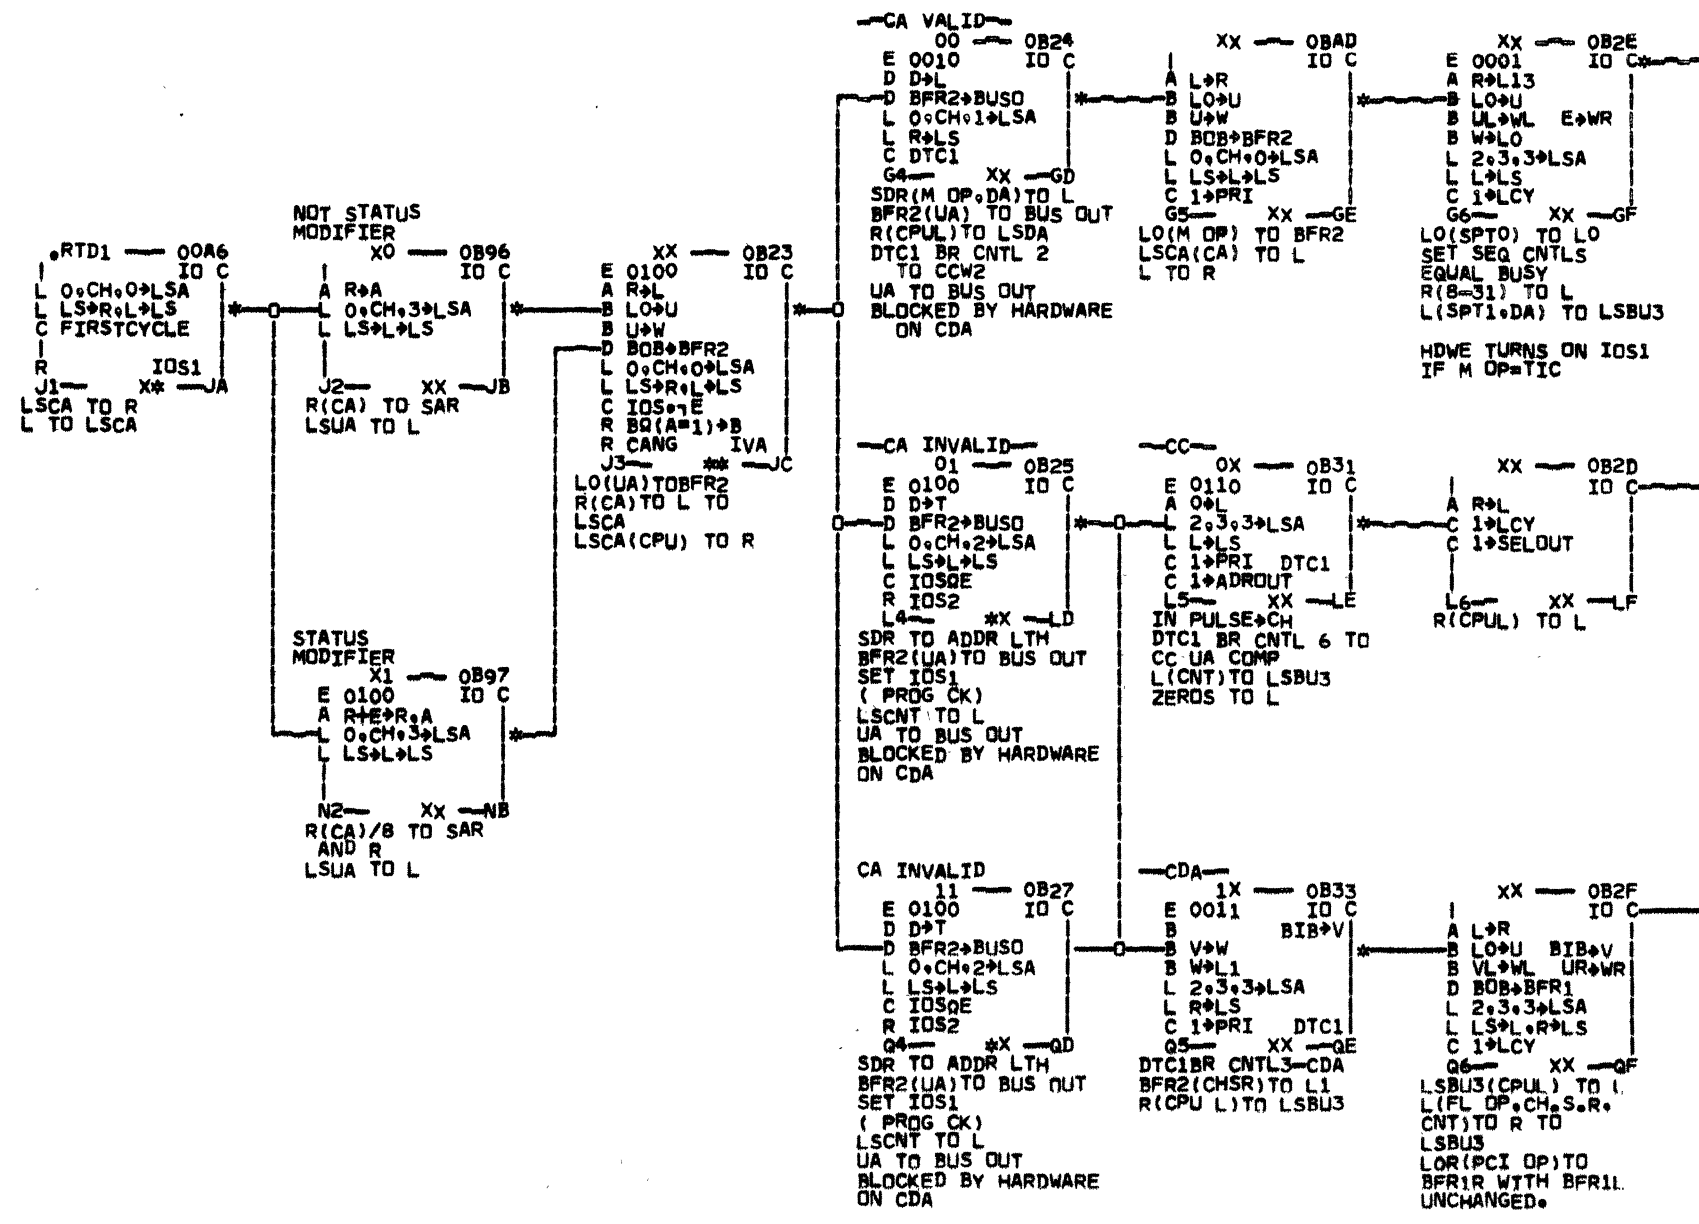 .RTD1 — 00A6
IO C
L 0,CH,0→LSA
L LS→R,L→LS
C FIRSTCYCLE
R IOS1
J1— X* —JA
LSCA TO R
L TO LSCA
NOT STATUS
MODIFIER
X0 — 0B96
IO C
A R→A
L 0,CH,3→LSA
L LS→L→LS
J2— XX —JB
R(CA) TO SAR
LSUA TO L
STATUS
MODIFIER
X1 — 0B97
E 0100 IO C
A R+E→R,A
L 0,CH,3→LSA
L LS→L→LS
N2— XX —NB
R(CA)/8 TO SAR
AND R
LSUA TO L
XX — 0B23
E 0100 IO C
A R→L
B LO→U
B U→W
D BOB→BFR2
L 0,CH,0→LSA
L LS→R,L→LS
C IOS•¬E
R BΩ(A=1)→B
R CANG IVA
J3— ** —JC
LO(UA)TOBFR2
R(CA)TO L TO
LSCA
LSCA(CPU) TO R
—CA VALID—
00 — 0B24
E 0010 IO C
D D→L
D BFR2→BUSO
L 0,CH,1→LSA
L R→LS
C DTC1
G4— XX —GD
SDR(M OP,DA)TO L
BFR2(UA) TO BUS OUT
R(CPUL)TO LSDA
DTC1 BR CNTL 2
TO CCW2
UA TO BUS OUT
BLOCKED BY HARDWARE
ON CDA
XX — 0BAD
IO C
A L→R
B LO→U
B U→W
D BOB→BFR2
L 0,CH,0→LSA
L LS→L→LS
C 1→PRI
G5— XX —GE
LO(M OP) TO BFR2
LSCA(CA) TO L
L TO R
XX — 0B2E
E 0001 IO C
A R→L13
B LO→U
B UL→WL E→WR
B W→LO
L 2,3,3→LSA
L L→LS
C 1→LCY
G6— XX —GF
LO(SPTO) TO LO
SET SEQ CNTLS
EQUAL BUSY
R(8=31) TO L
L(SPT1,DA) TO LSBU3
HDWE TURNS ON IOS1
IF M OP=TIC
—CA INVALID—
01 — 0B25
E 0100 IO C
D D→T
D BFR2→BUSO
L 0,CH,2→LSA
L LS→L→LS
C IOSΩE
R IOS2
L4— *X —LD
SDR TO ADDR LTH
BFR2(UA)TO BUS OUT
SET IOS1
( PROG CK)
LSCNT TO L
UA TO BUS OUT
BLOCKED BY HARDWARE
ON CDA
—CC—
0X — 0B31
E 0110 IO C
A 0→L
L 2,3,3→LSA
L L→LS
C 1→PRI DTC1
C 1→ADROUT
L5— XX —LE
IN PULSE→CH
DTC1 BR CNTL 6 TO
CC UA COMP
L(CNT)TO LSBU3
ZEROS TO L
XX — 0B2D
IO C
A R→L
C 1→LCY
C 1→SELOUT
L6— XX —LF
R(CPUL) TO L
CA INVALID
11 — 0B27
E 0100 IO C
D D→T
D BFR2→BUSO
L 0,CH,2→LSA
L LS→L→LS
C IOSΩE
R IOS2
Q4— *X —QD
SDR TO ADDR LTH
BFR2(UA)TO BUS OUT
SET IOS1
( PROG CK)
LSCNT TO L
UA TO BUS OUT
BLOCKED BY HARDWARE
ON CDA
—CDA—
1X — 0B33
E 0011 IO C
B BIB→V
B V→W
B W→L1
L 2,3,3→LSA
L R→LS
C 1→PRI DTC1
Q5— XX —QE
DTC1BR CNTL3—CDA
BFR2(CHSR)TO L1
R(CPU L)TO LSBU3
XX — 0B2F
IO C
A L→R
B LO→U BIB→V
B VL→WL UR→WR
D BOB→BFR1
L 2,3,3→LSA
L LS→L,R→LS
C 1→LCY
Q6— XX —QF
LSBU3(CPUL) TO L
L(FL OP,CH,S,R,
CNT)TO R TO
LSBU3
LOR(PCI OP)TO
BFR1R WITH BFR1L
UNCHANGED.